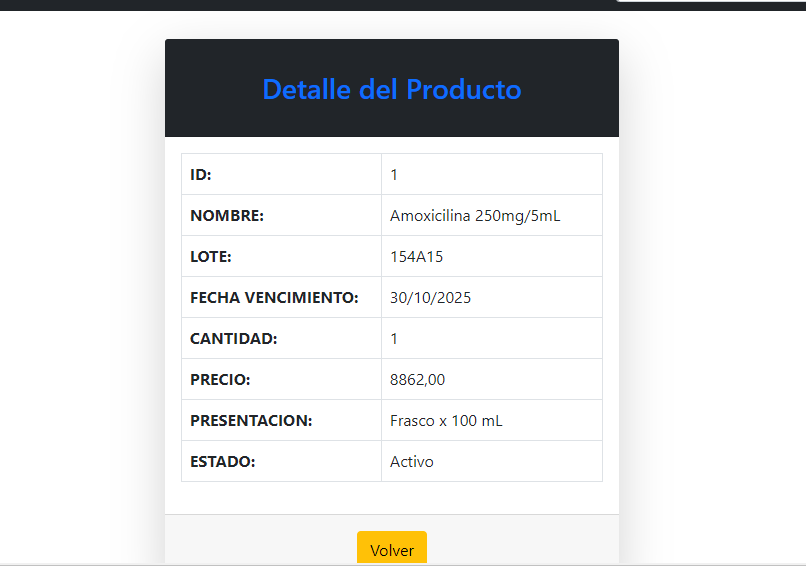 Detalle del Producto
ID: 1
NOMBRE: Amoxicilina 250mg/5mL
LOTE: 154A15
FECHA VENCIMIENTO: 30/10/2025
CANTIDAD: 1
PRECIO: 8862,00
PRESENTACION: Frasco x 100 mL
ESTADO: Activo
Volver